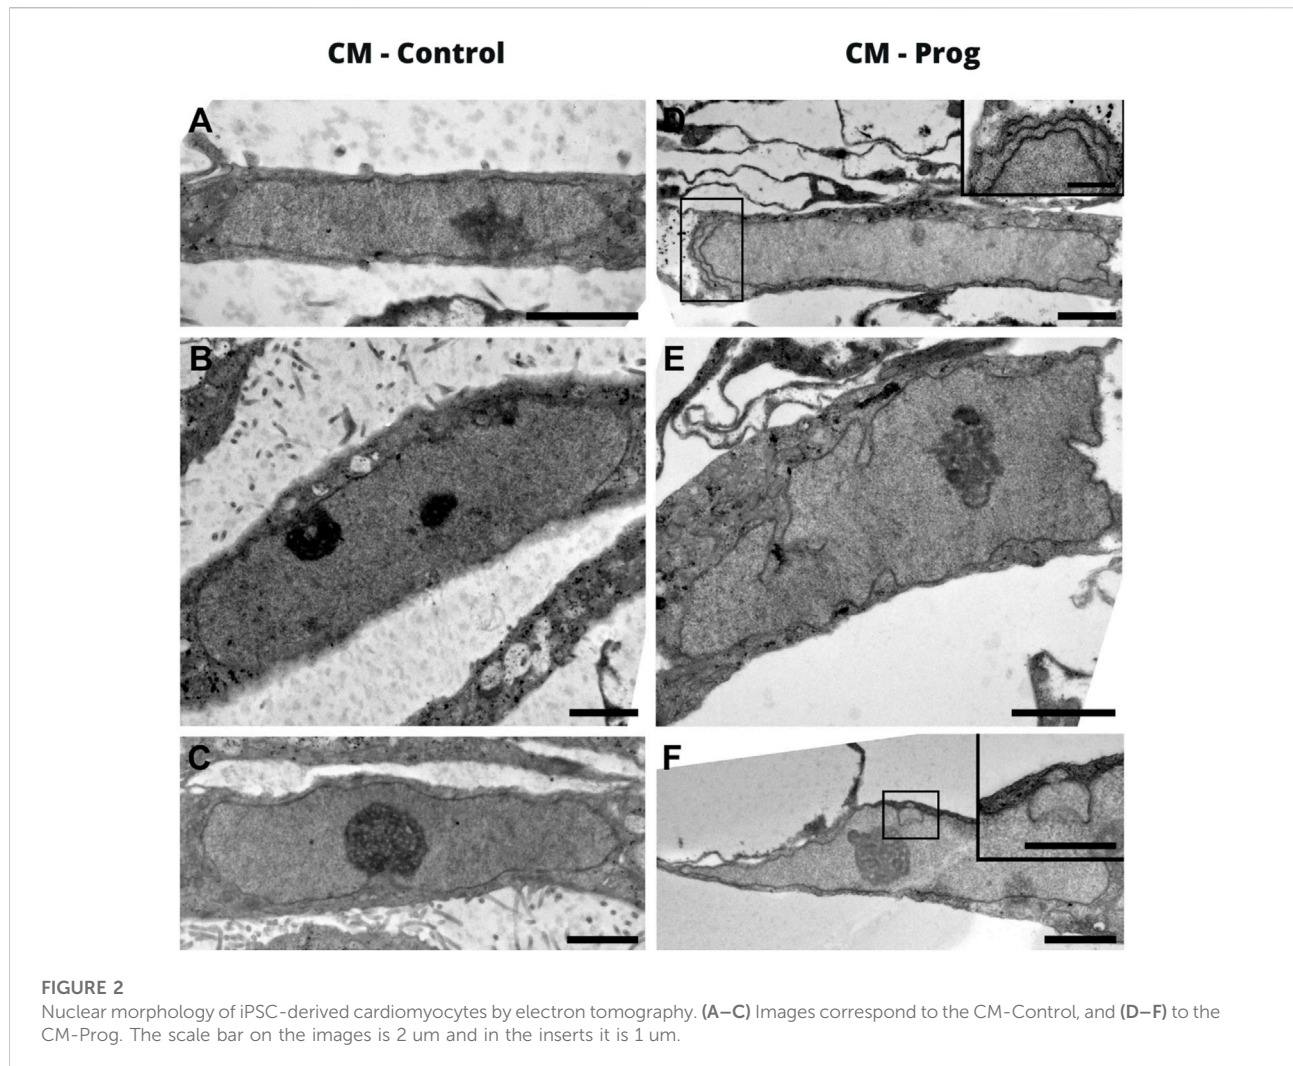 CM - Control
CM - Prog
A
D
B
E
C
F
FIGURE 2
Nuclear morphology of iPSC-derived cardiomyocytes by electron tomography. (A–C) Images correspond to the CM-Control, and (D–F) to the
CM-Prog. The scale bar on the images is 2 um and in the inserts it is 1 um.